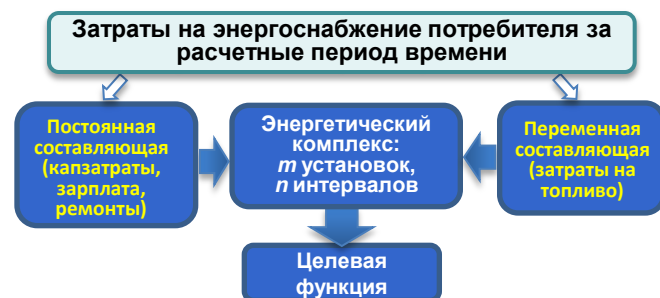 Затраты на энергоснабжение потребителя за
расчетные период времени
Постоянная
составляющая
(капзатраты,
зарплата,
ремонты)
Энергетический
комплекс:
m установок,
n интервалов
Переменная
составляющая
(затраты на
топливо)
Целевая
функция